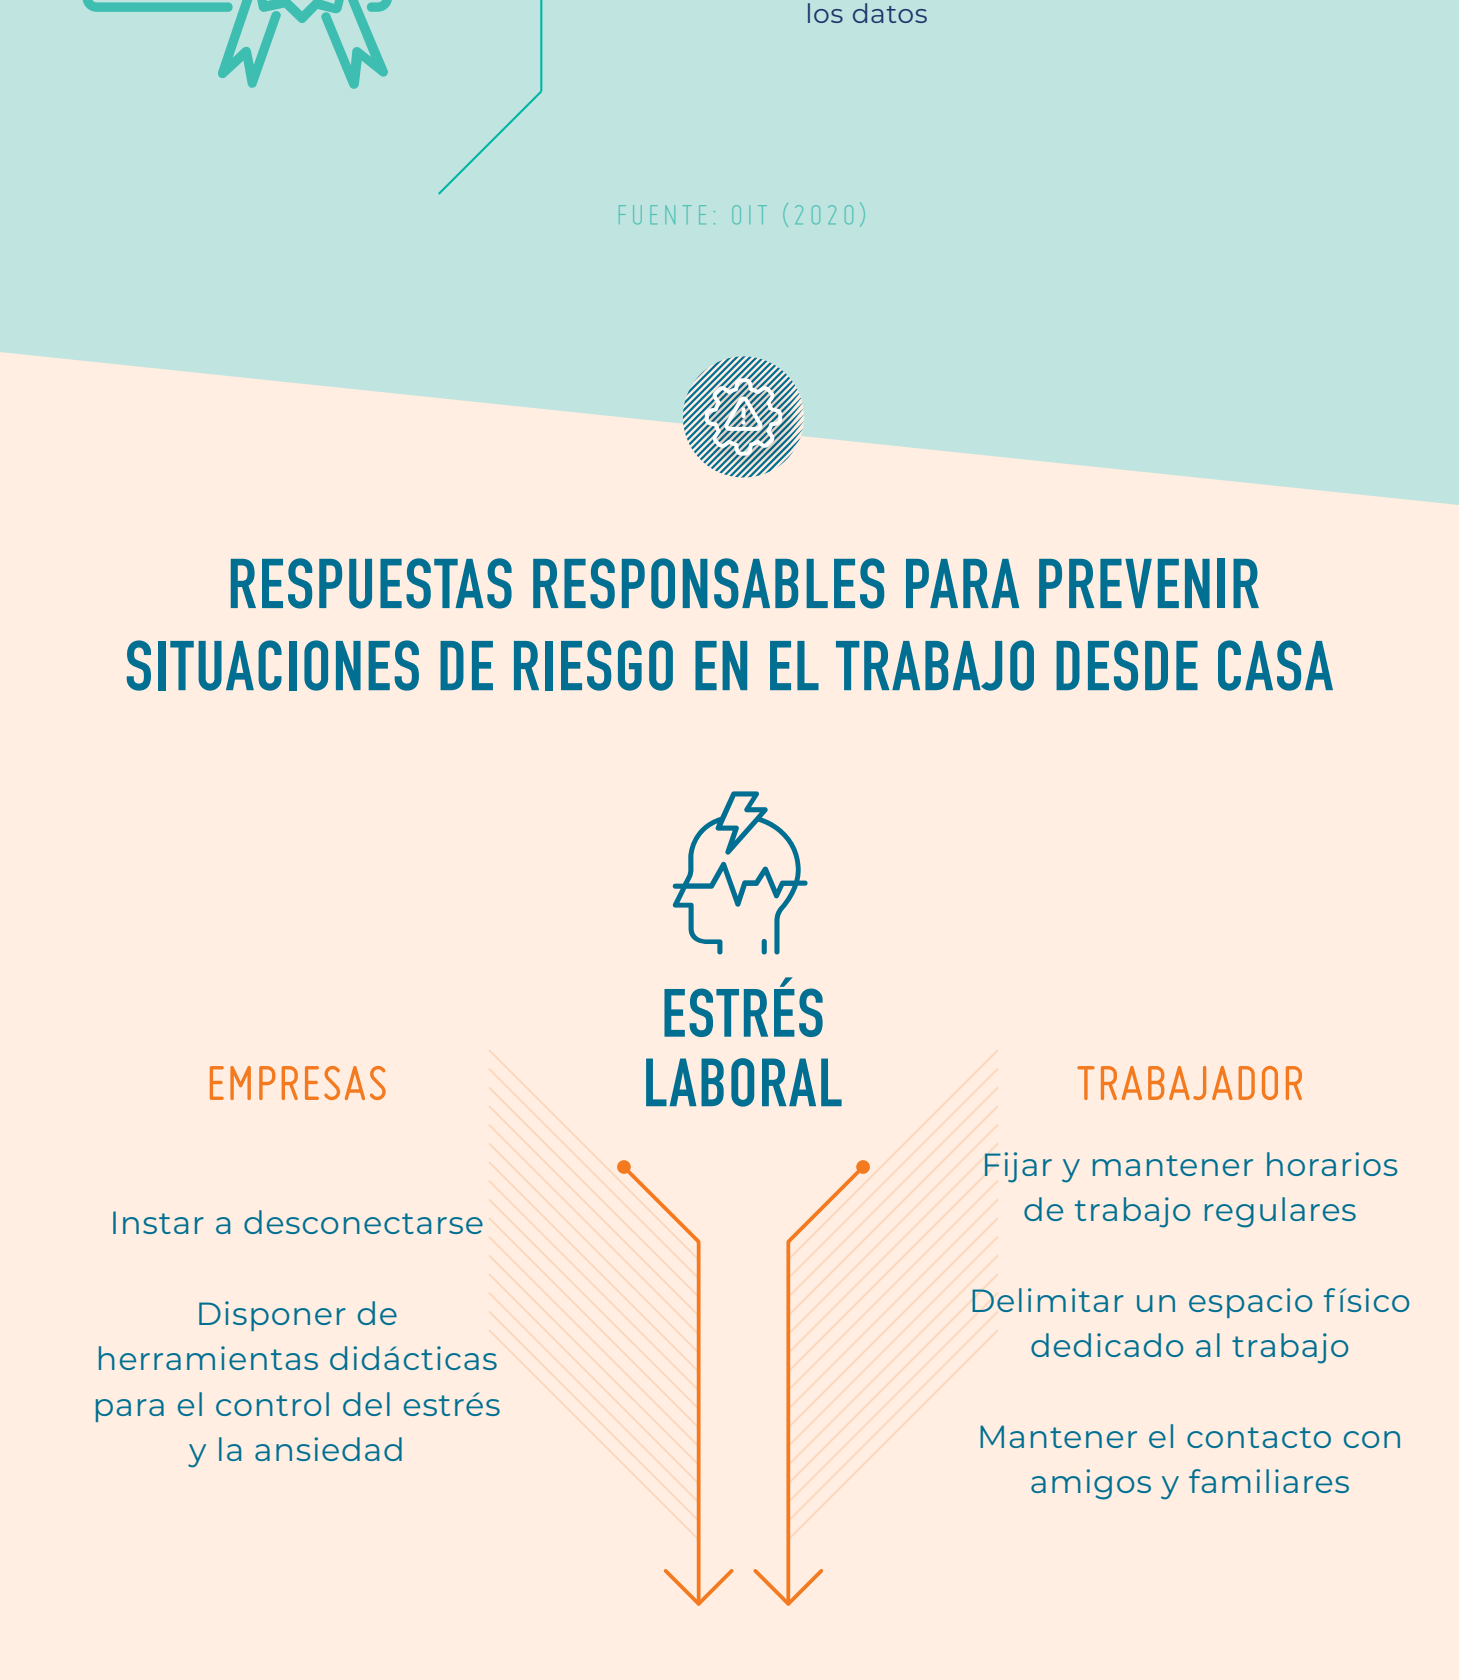 los datos
FUENTE: OIT (2020)
RESPUESTAS RESPONSABLES PARA PREVENIR
SITUACIONES DE RIESGO EN EL TRABAJO DESDE CASA
ESTRÉS
LABORAL
EMPRESAS
Instar a desconectarse
Disponer de
herramientas didácticas
para el control del estrés
y la ansiedad
TRABAJADOR
Fijar y mantener horarios
de trabajo regulares
Delimitar un espacio físico
dedicado al trabajo
Mantener el contacto con
amigos y familiares